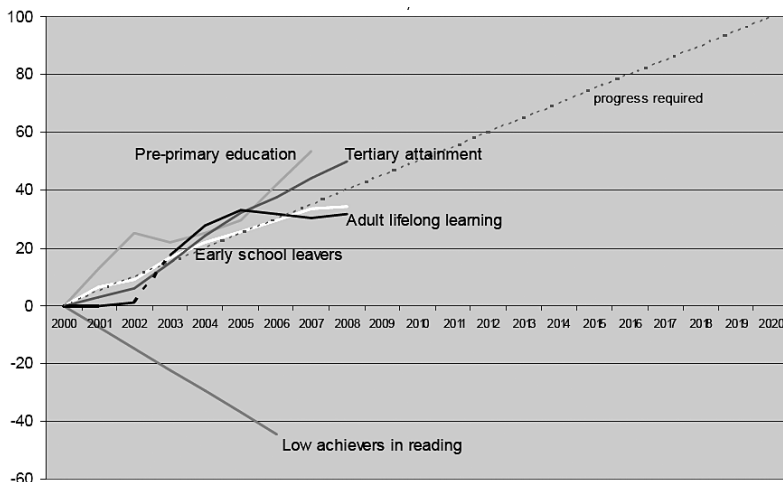 100
80
progress required
60
Pre-primary education
Tertiary attainment
40
Adult lifelong learning
20
Early school leavers
0
2000 2001 2002 2003 2004 2005 2006 2007 2008 2009 2010 2011 2012 2013 2014 2015 2016 2017 2018 2019 2020
-20
-40
Low achievers in reading
-60